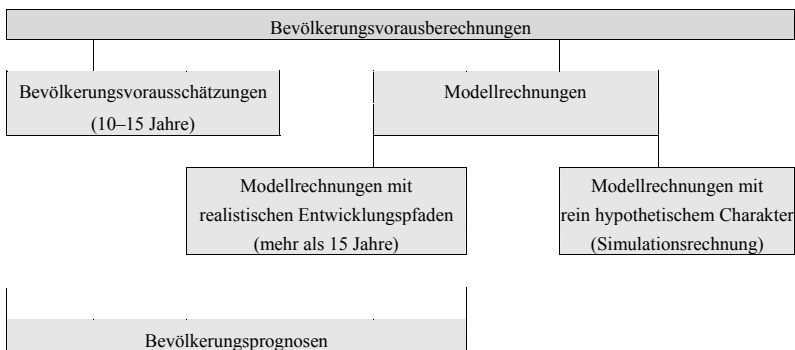 Bevölkerungsvorausberechnungen
Bevölkerungsvorausschätzungen
(10–15 Jahre)
Modellrechnungen
Modellrechnungen mit
realistischen Entwicklungspfaden
(mehr als 15 Jahre)
Modellrechnungen mit
rein hypothetischem Charakter
(Simulationsrechnung)
Bevölkerungsprognosen